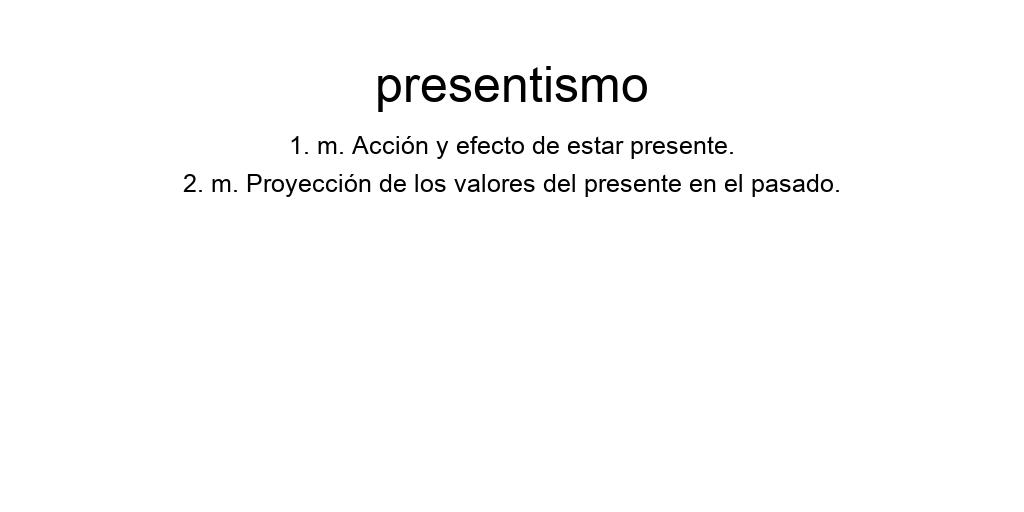 presentismo
1. m. Acción y efecto de estar presente.
2. m. Proyección de los valores del presente en el pasado.